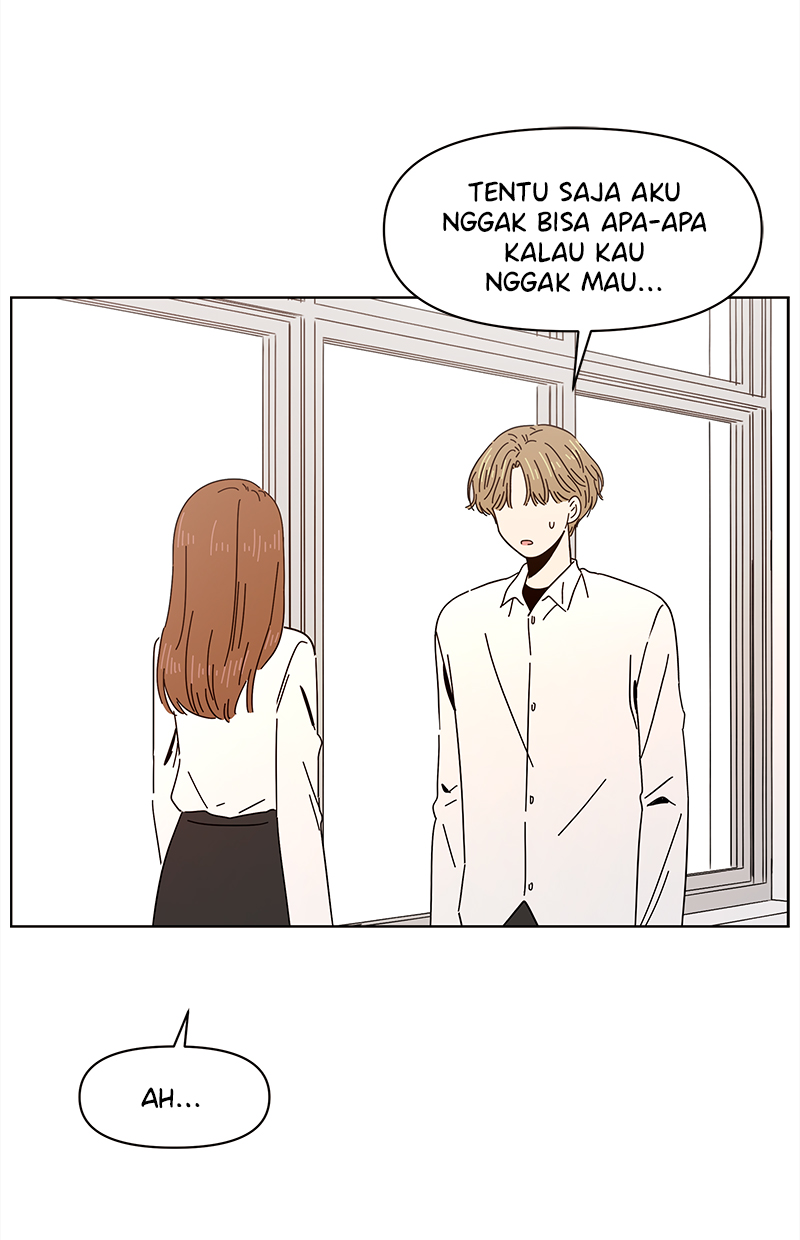 TENTU SAJA AKU
NGGAK BISA APA-APA
KALAU KAU
NGGAK MAU...
AH...